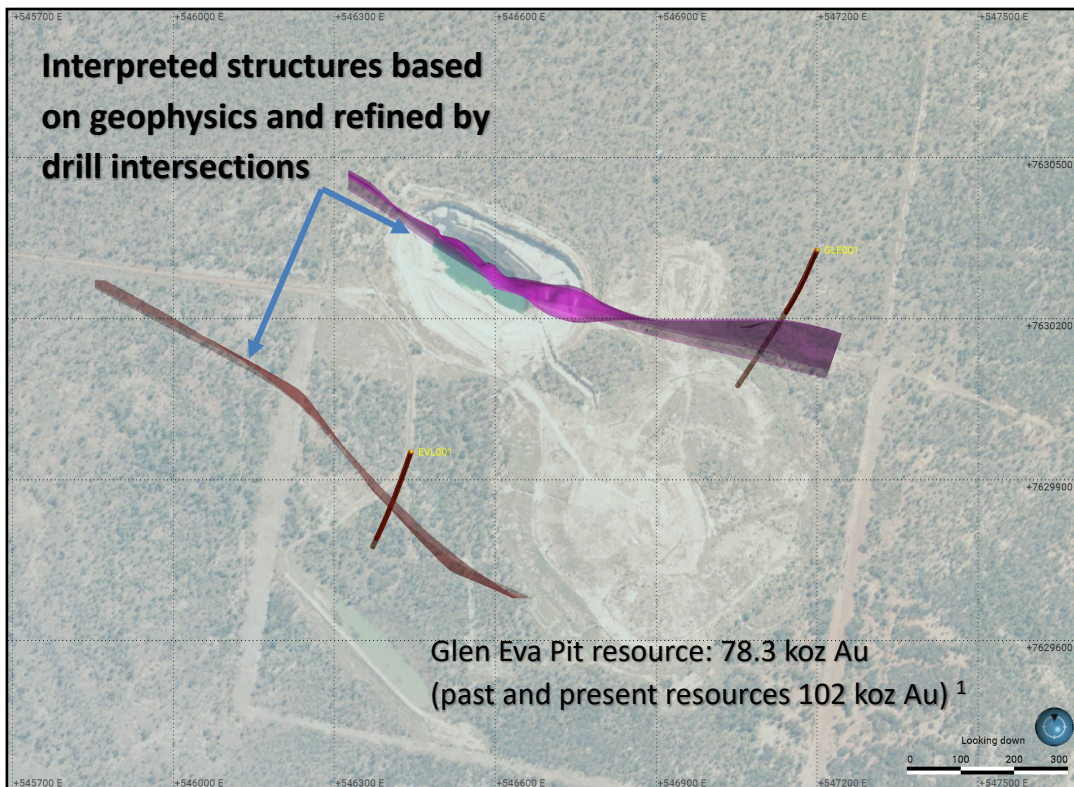 +545700 E +546000 E +546300 E +546600 E +546900 E +547200 E +547500 E
Interpreted structures based
on geophysics and refined by
drill intersections
+7630500
GLE001
+7630200
EVL001
+7629900
+7629600
Glen Eva Pit resource: 78.3 koz Au
(past and present resources 102 koz Au) 1
Looking down
0 100 200 300
+545700 E +546000 E +546300 E +546600 E +546900 E +547200 E +547500 E